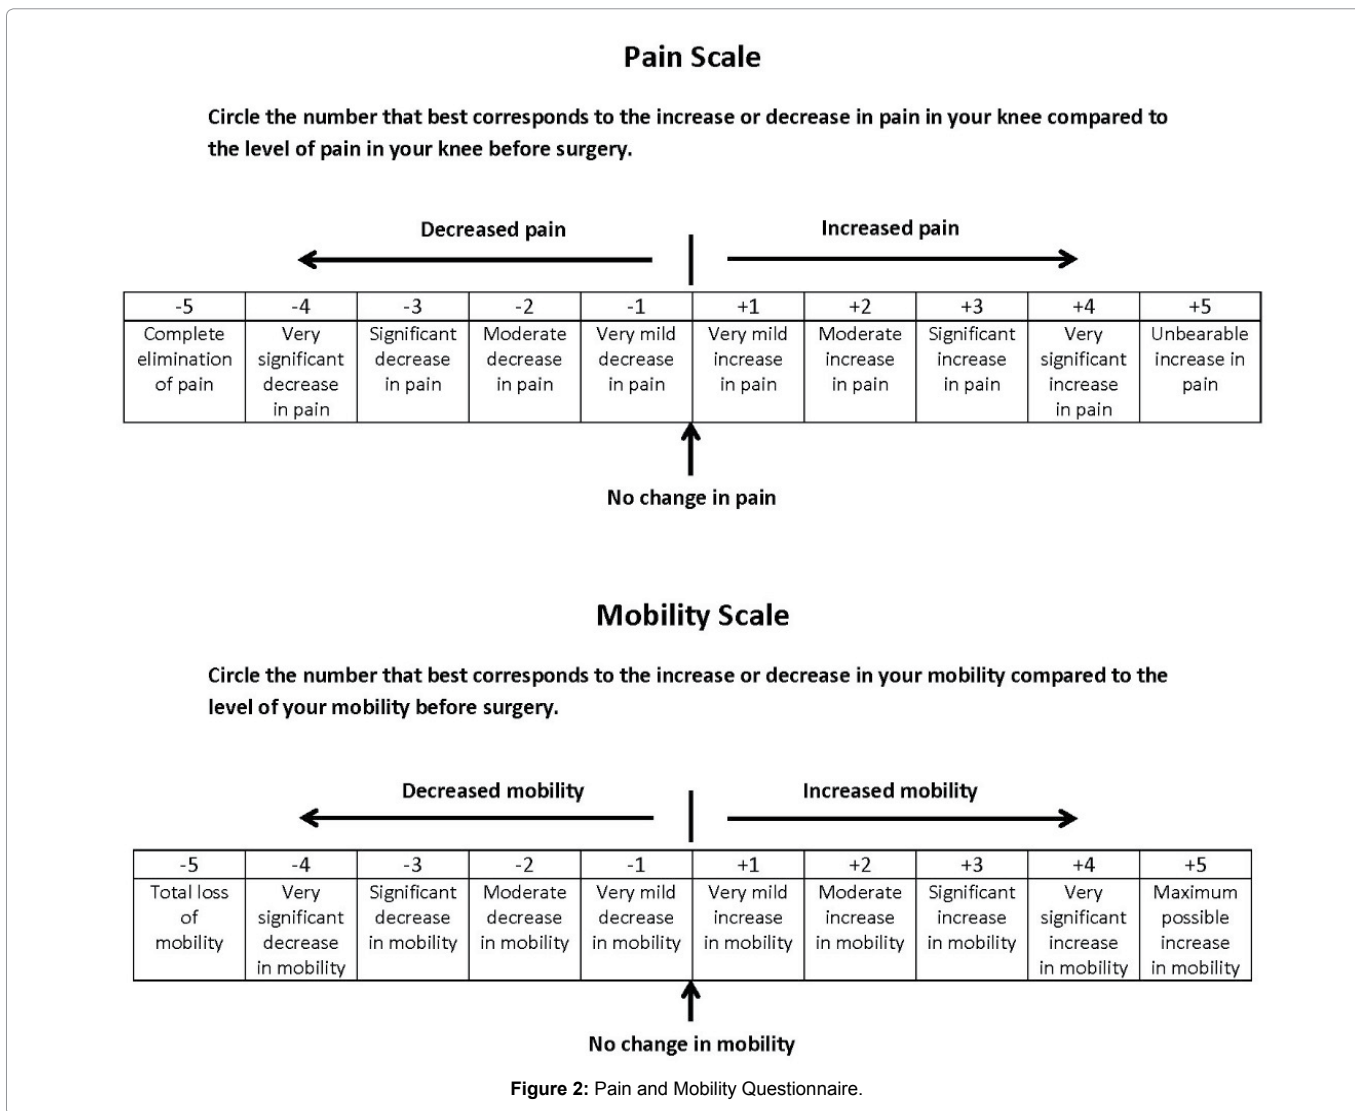 Pain Scale
Circle the number that best corresponds to the increase or decrease in pain in your knee compared to
the level of pain in your knee before surgery.
Decreased pain Increased pain
-5 -4 -3 -2 -1 +1 +2 +3 +4 +5
Complete Very Significant Moderate Very mild Very mild Moderate Significant Very Unbearable
elimination significant decrease decrease decrease increase increase increase significant increase in
of pain decrease in pain in pain in pain in pain in pain in pain increase pain
in pain in pain
No change in pain
Mobility Scale
Circle the number that best corresponds to the increase or decrease in your mobility compared to the
level of your mobility before surgery.
Decreased mobility Increased mobility
-5 -4 -3 -2 -1 +1 +2 +3 +4 +5
Total loss Very Significant Moderate Very mild Very mild Moderate Significant Very Maximum
of significant decrease decrease decrease increase increase increase significant possible
mobility decrease in mobility in mobility in mobility in mobility in mobility in mobility increase increase
in mobility in mobility in mobility
No change in mobility
Figure 2: Pain and Mobility Questionnaire.